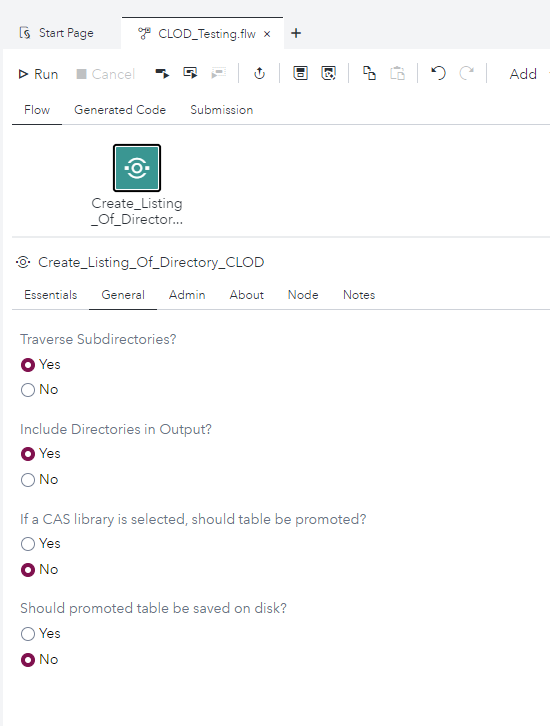 Start Page
CLOD_Testing.flw × +
Run Cancel Add
Flow Generated Code Submission
Create_Listing
_Of_Director...
Create_Listing_Of_Directory_CLOD
Essentials General Admin About Node Notes
Traverse Subdirectories?
Yes
No
Include Directories in Output?
Yes
No
If a CAS library is selected, should table be promoted?
Yes
No
Should promoted table be saved on disk?
Yes
No